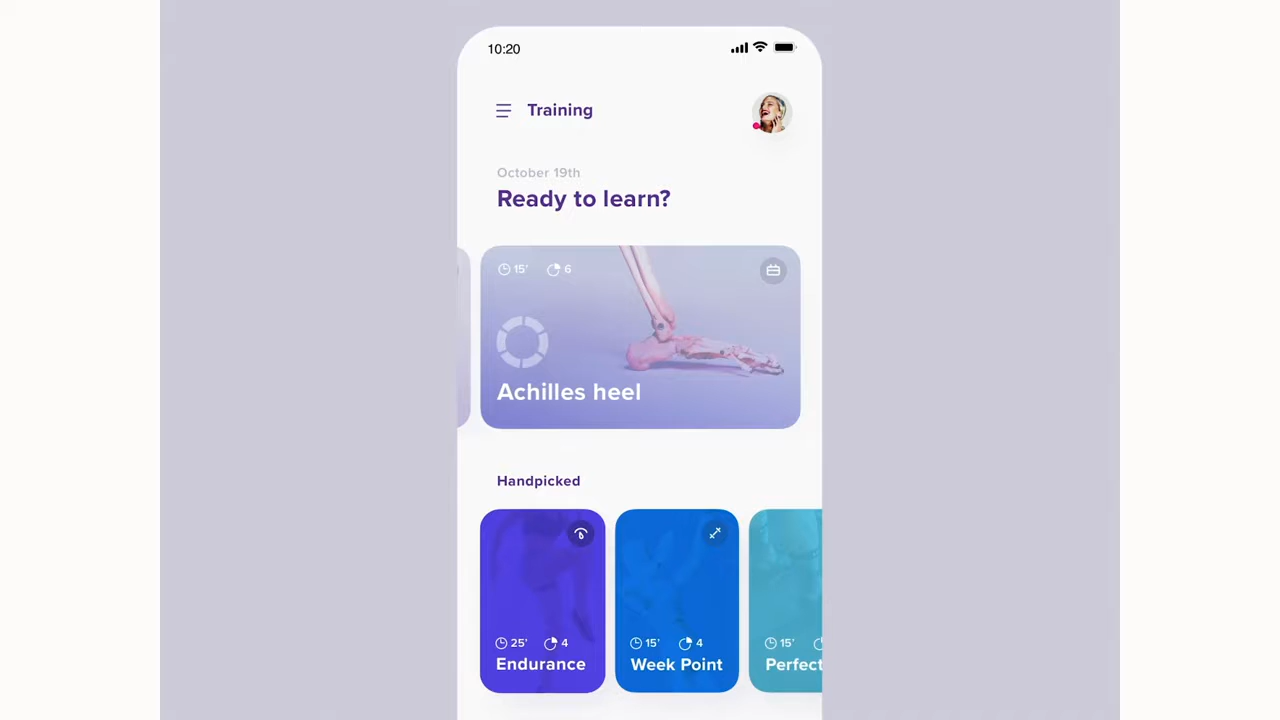 10:20
Training
October 19th
Ready to learn?
15' 6
Achilles heel
Handpicked
25' 4
Endurance
15' 4
Week Point
15'
Perfect